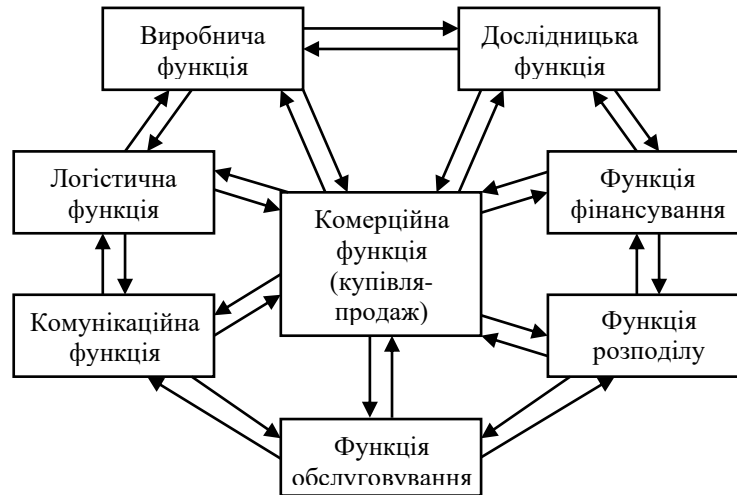 Виробнича
функція
Дослідницька
функція
Логістична
функція
Комерційна
функція
(купівля-
продаж)
Функція
фінансування
Комунікаційна
функція
Функція
розподілу
Функція
обслуговування